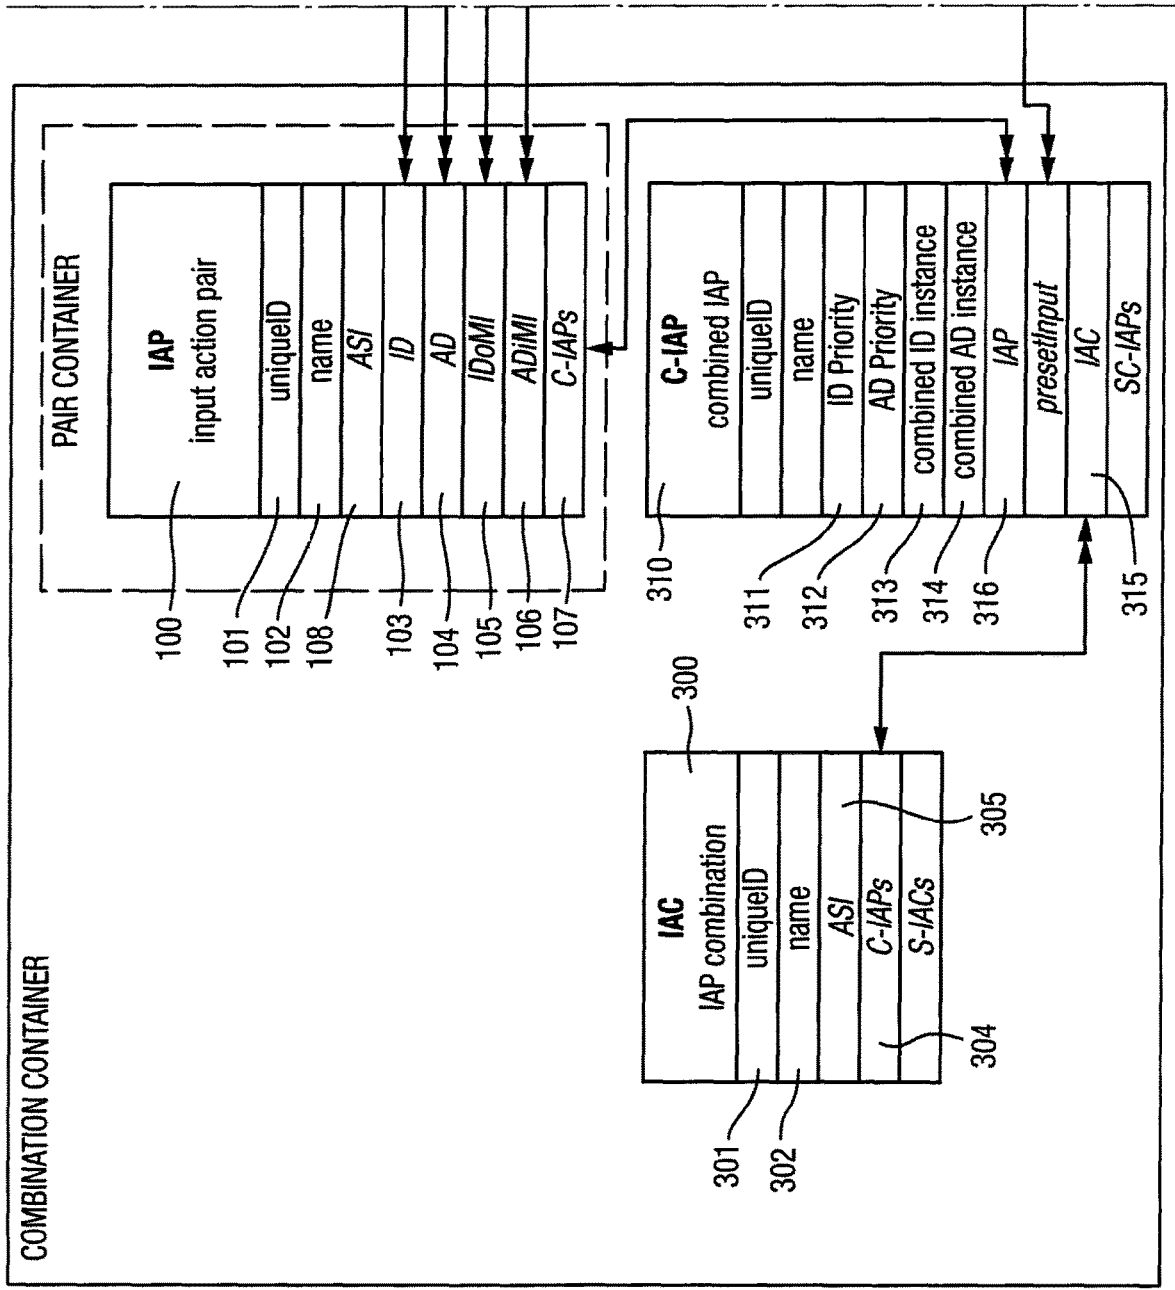 COMBINATION CONTAINER
PAIR CONTAINER
IAP
input action pair
uniqueID
name
ASI
ID
AD
IDoMI
ADiMI
C-IAPs
100
101
102
108
103
104
105
106
107
IAC
IAP combination
uniqueID
name
ASI
C-IAPs
S-IACs
300
301
302
304
305
C-IAP
combined IAP
uniqueID
name
ID Priority
AD Priority
combined ID instance
combined AD instance
IAP
presetInput
IAC
SC-IAPs
310
311
312
313
314
316
315